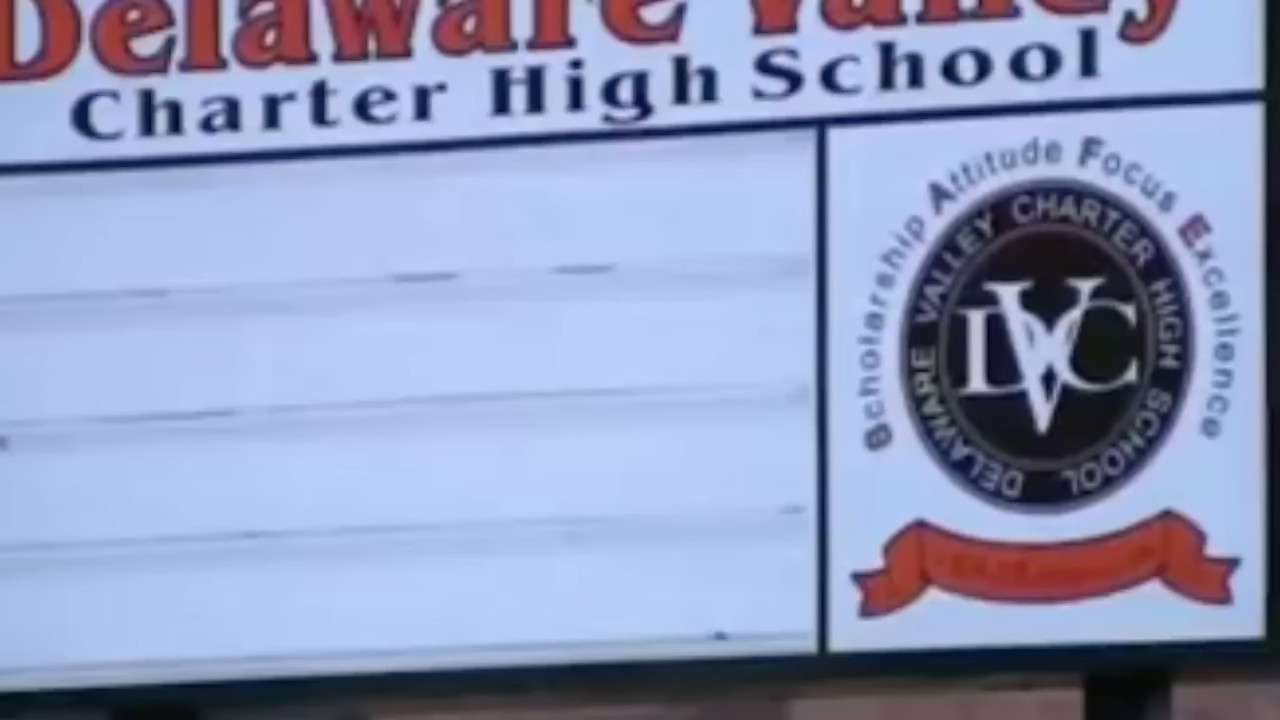 Delaware Valley
Charter High School
Scholarship Attitude Focus Excellence
DELAWARE VALLEY CHARTER HIGH SCHOOL
DVC